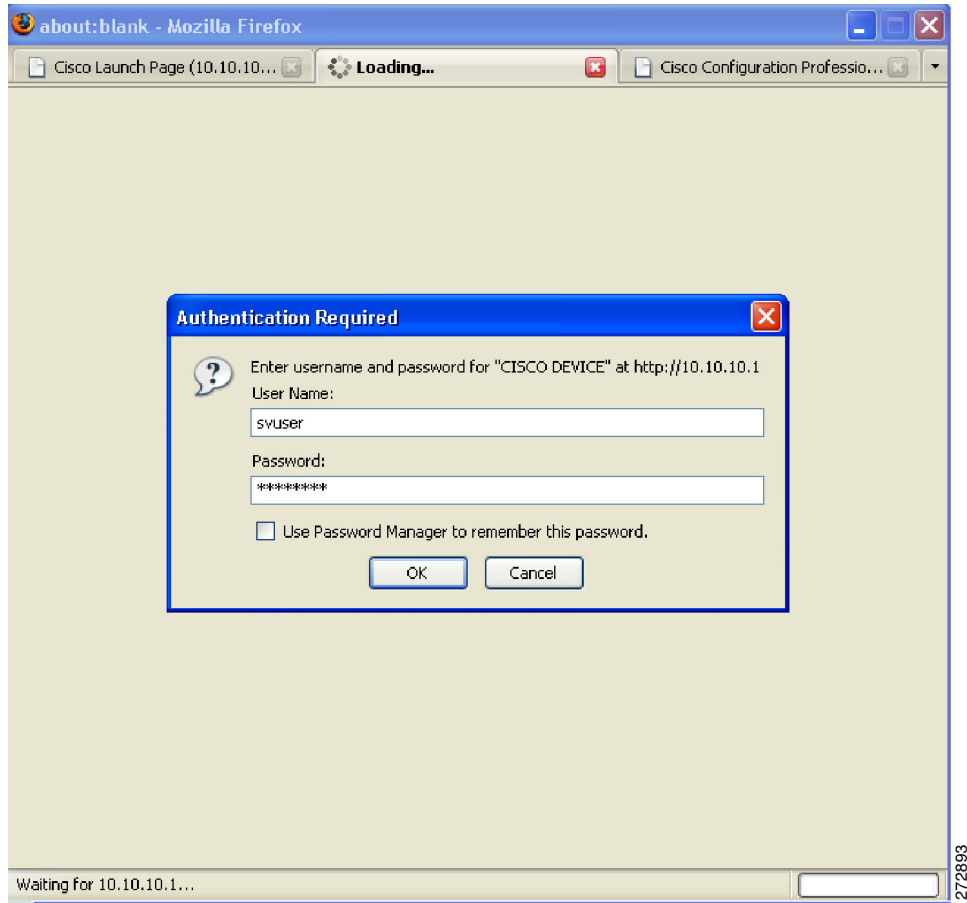 about:blank - Mozilla Firefox
Cisco Launch Page (10.10.10...
Loading...
Cisco Configuration Professio...
Authentication Required
Enter username and password for "CISCO DEVICE" at http://10.10.10.1
User Name:
svuser
Password:
********
Use Password Manager to remember this password.
OK
Cancel
Waiting for 10.10.10.1...
272893